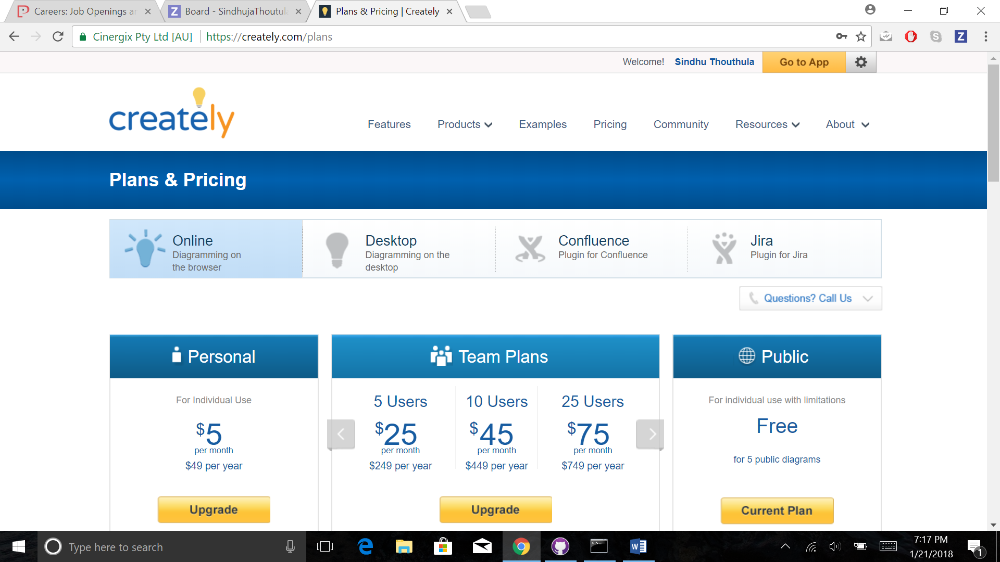 Careers: Job Openings ar
Board - SindhujaThoutula
Plans & Pricing | Creately
Cinergix Pty Ltd [AU]
https://creately.com/plans
Welcome! Sindhu Thouthula
Go to App
creately
Features
Products
Examples
Pricing
Community
Resources
About
Plans & Pricing
Online
Diagramming on
the browser
Desktop
Diagramming on the
desktop
Confluence
Plugin for Confluence
Jira
Plugin for Jira
Questions? Call Us
Personal
For Individual Use
$5
per month
$49 per year
Upgrade
Team Plans
5 Users
$25
per month
$249 per year
10 Users
$45
per month
$449 per year
25 Users
$75
per month
$749 per year
Upgrade
Public
For individual use with limitations
Free
for 5 public diagrams
Current Plan
Type here to search
7:17 PM
1/21/2018
1